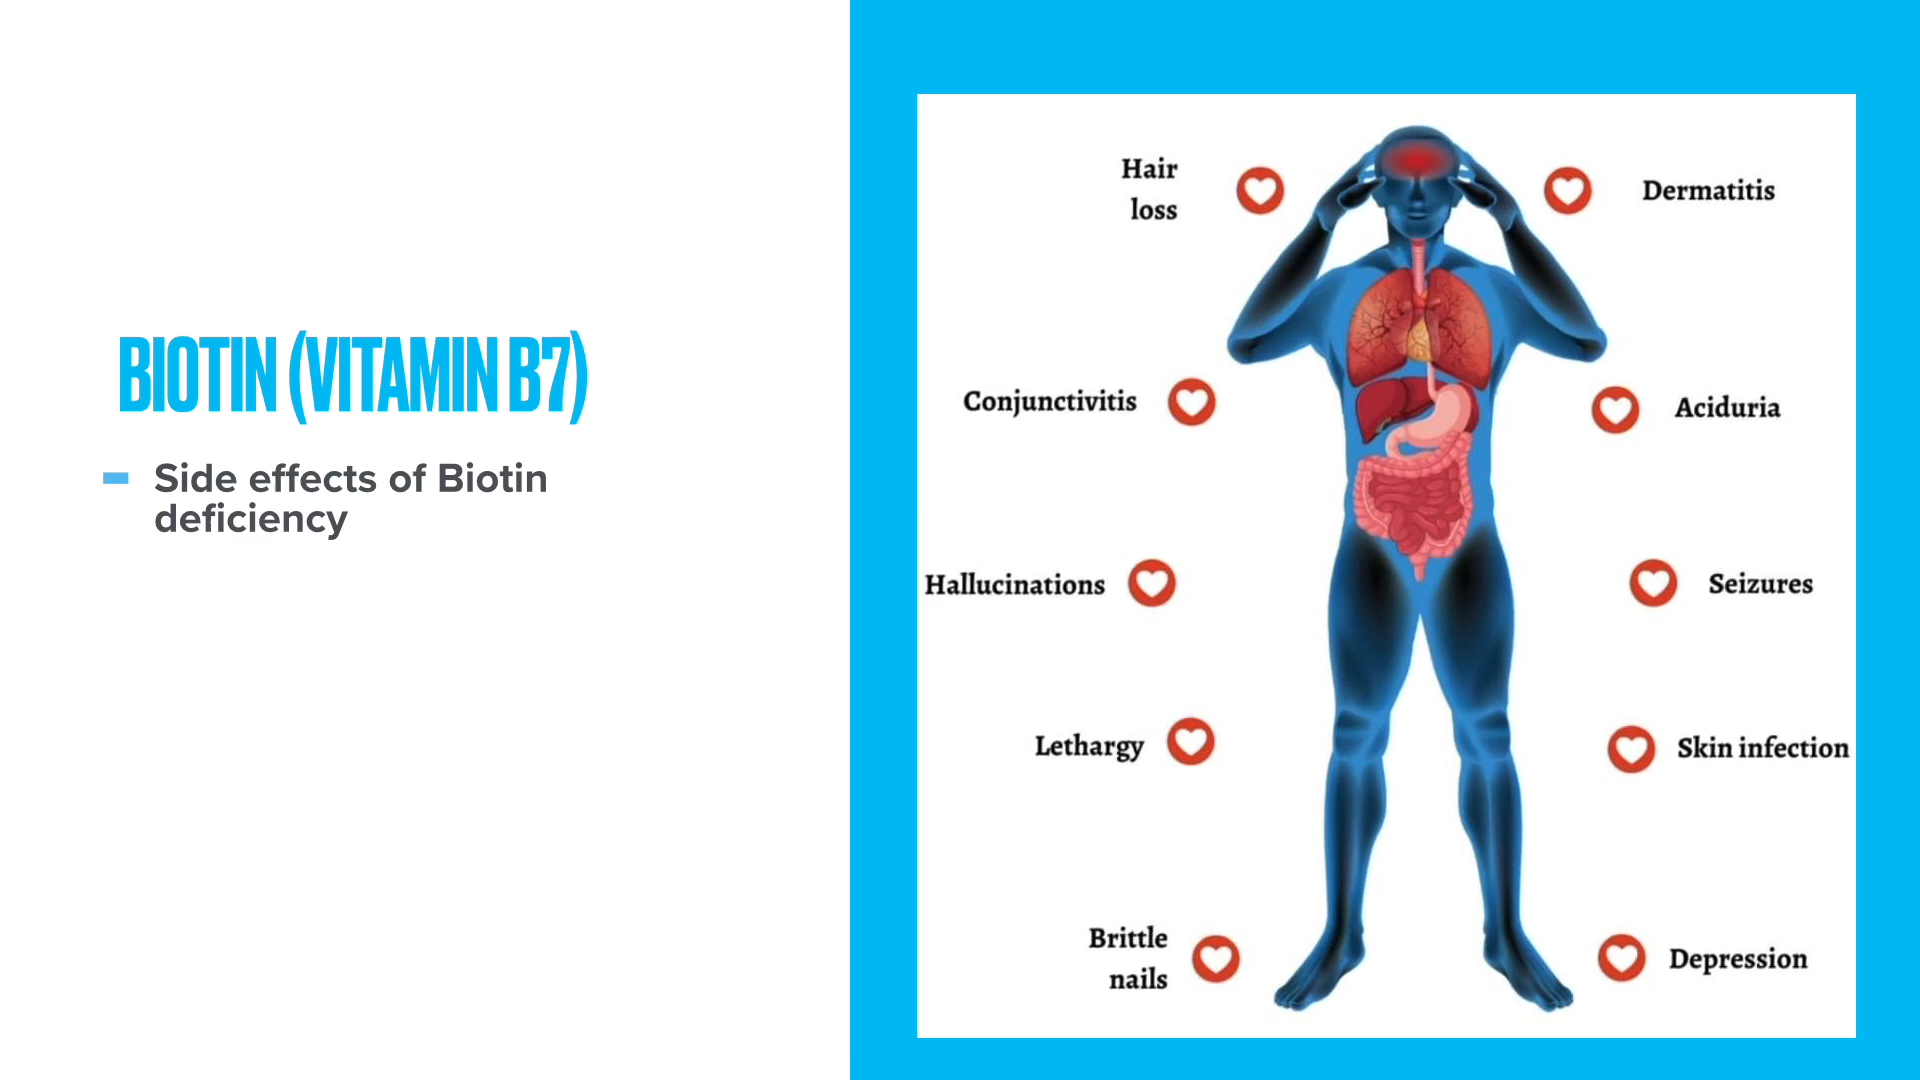 BIOTIN (VITAMIN B7)
Side effects of Biotin
deficiency
Hair
loss
Dermatitis
Conjunctivitis
Aciduria
Hallucinations
Seizures
Lethargy
Skin infection
Brittle
nails
Depression